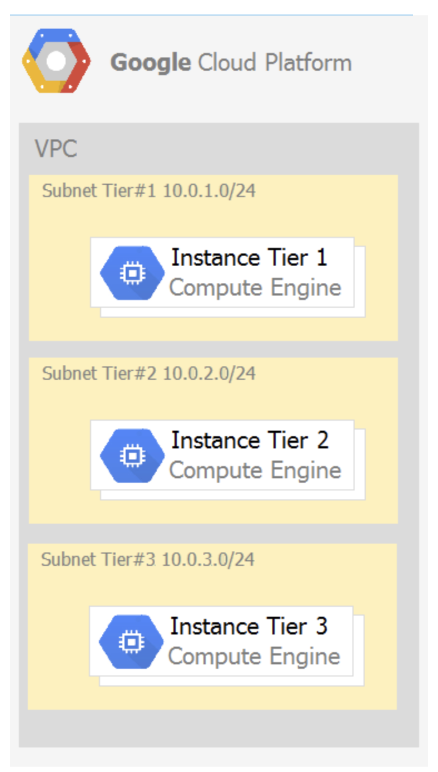 Google Cloud Platform
VPC
Subnet Tier#1 10.0.1.0/24
Instance Tier 1
Compute Engine
Subnet Tier#2 10.0.2.0/24
Instance Tier 2
Compute Engine
Subnet Tier#3 10.0.3.0/24
Instance Tier 3
Compute Engine